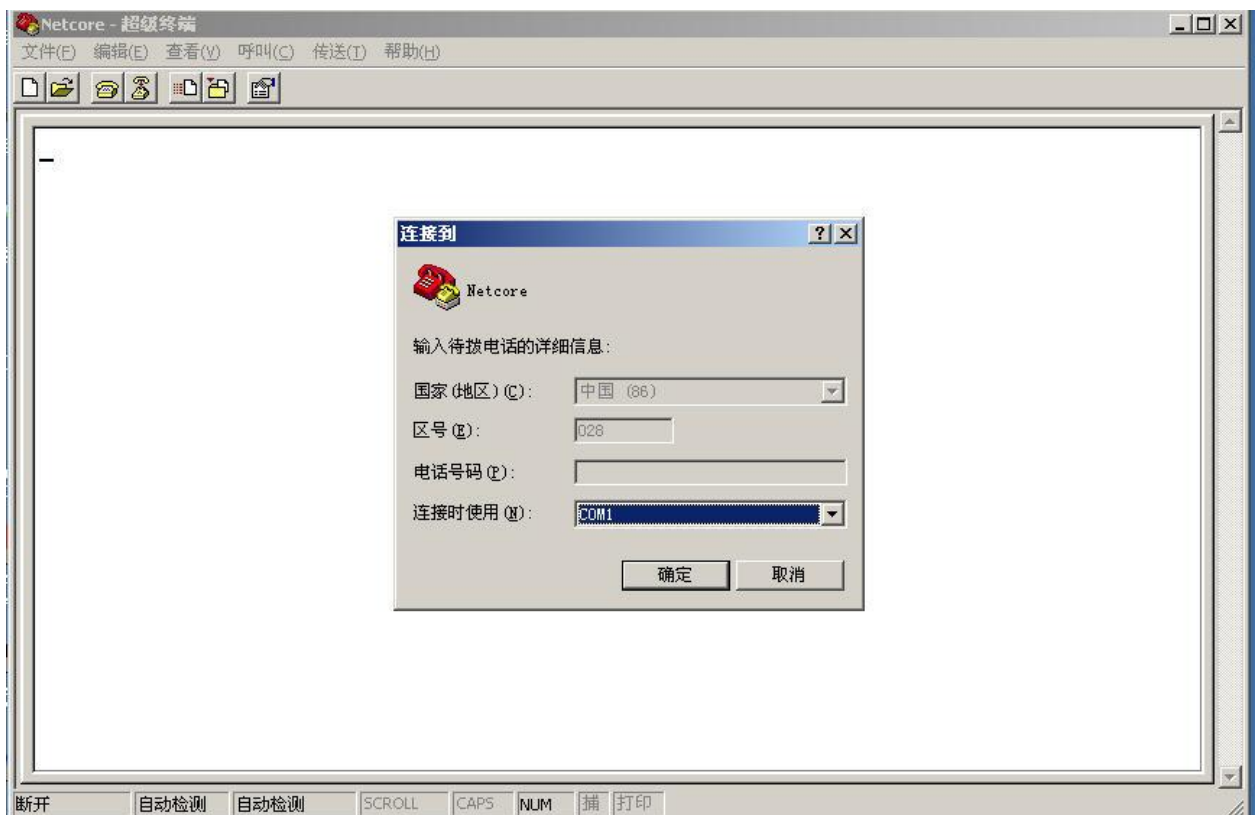 Netcore - 超级终端
文件(F) 编辑(E) 查看(V) 呼叫(C) 传送(T) 帮助(H)
连接到
Netcore
输入待拨电话的详细信息:
国家(地区)(C): 中国 (86)
区号(E): 028
电话号码(P):
连接时使用(N): COM1
确定 取消
断开 自动检测 自动检测 SCROLL CAPS NUM 捕 打印